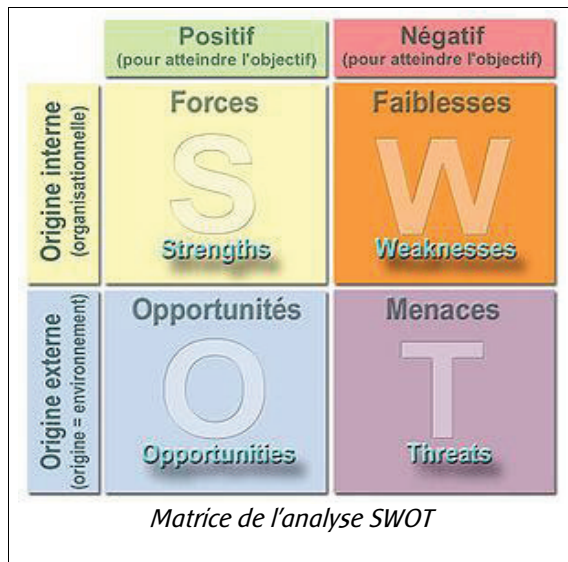 Positif
(pour atteindre l'objectif)
Négatif
(pour atteindre l'objectif)
Origine interne
(organisationnelle)
Forces
S
Strengths
Faiblesses
W
Weaknesses
Origine externe
(origine = environnement)
Opportunités
O
Opportunities
Menaces
T
Threats
Matrice de l'analyse SWOT